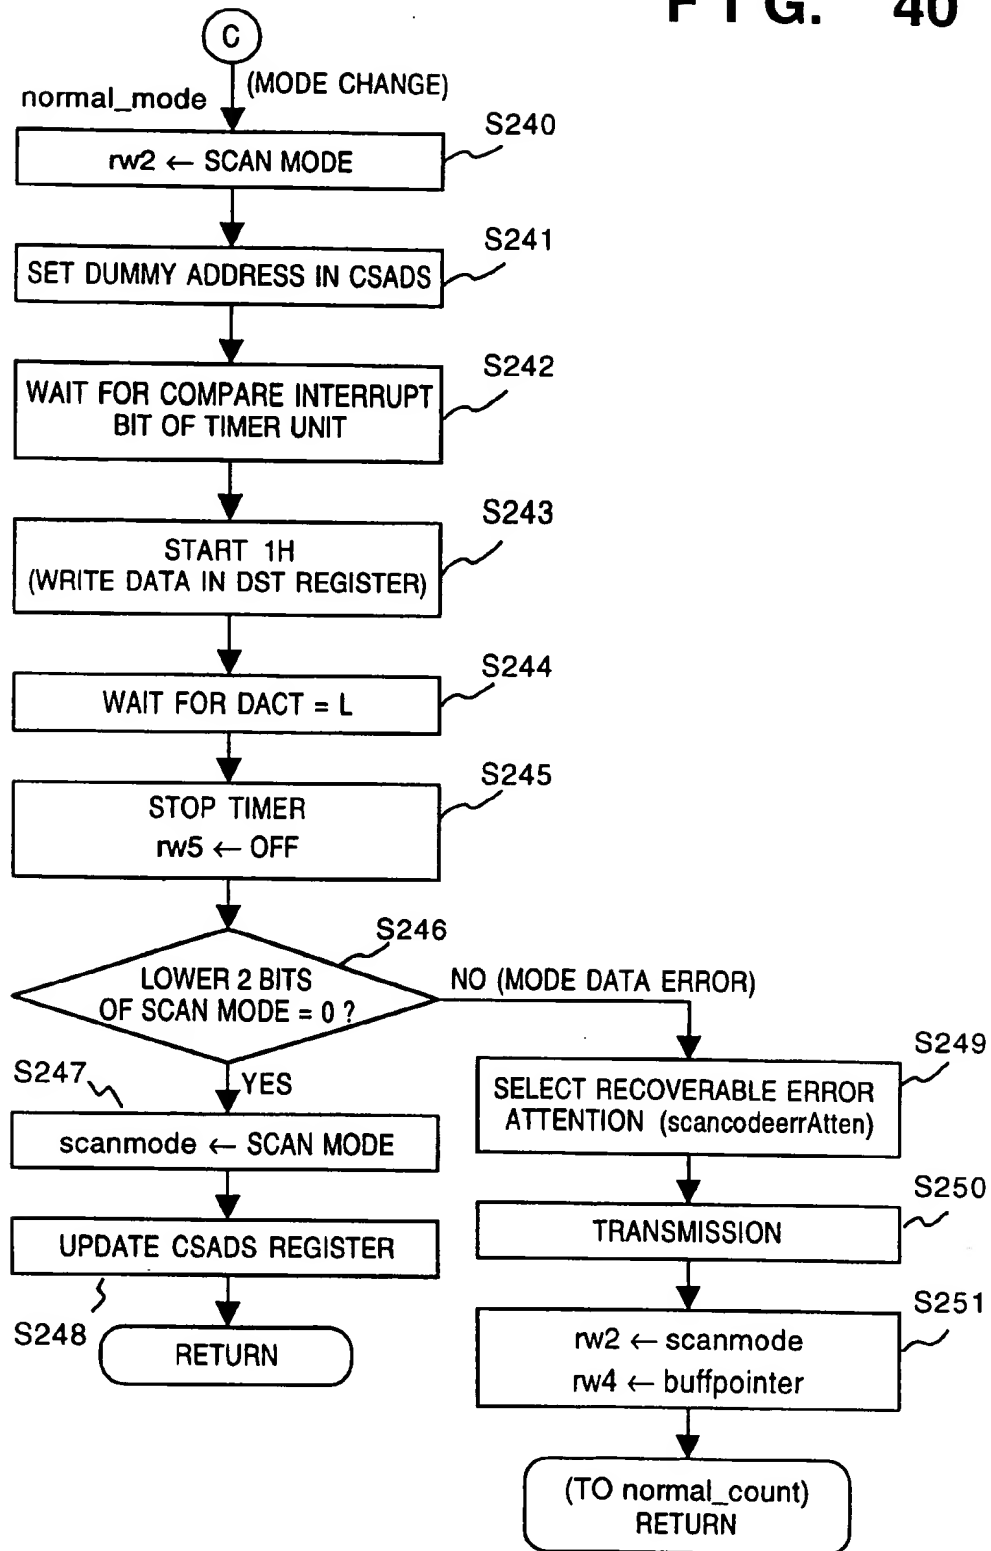 FIG. 40
C
(MODE CHANGE)
normal_mode
S240
rw2 ← SCAN MODE
S241
SET DUMMY ADDRESS IN CSADS
S242
WAIT FOR COMPARE INTERRUPT
BIT OF TIMER UNIT
S243
START 1H
(WRITE DATA IN DST REGISTER)
S244
WAIT FOR DACT = L
S245
STOP TIMER
rw5 ← OFF
S246
LOWER 2 BITS
OF SCAN MODE = 0 ?
NO (MODE DATA ERROR)
S247
YES
scanmode ← SCAN MODE
UPDATE CSADS REGISTER
S248
RETURN
S249
SELECT RECOVERABLE ERROR
ATTENTION (scancodeerrAtten)
S250
TRANSMISSION
S251
rw2 ← scanmode
rw4 ← buffpointer
(TO normal_count)
RETURN